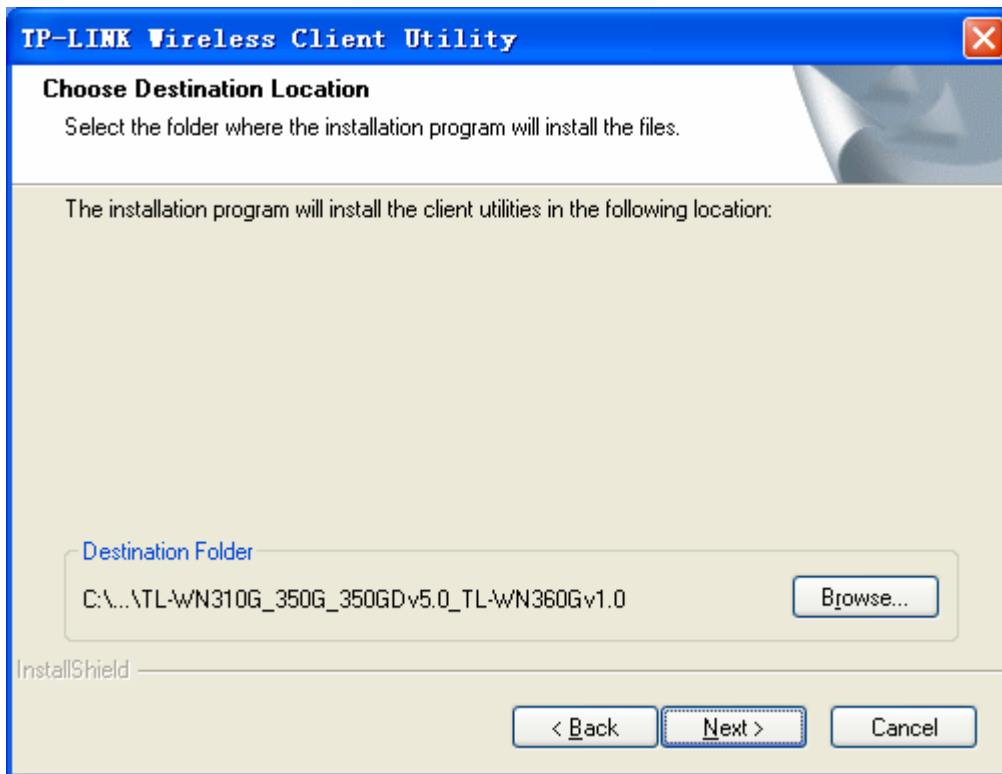 TP-LINK Wireless Client Utility
Choose Destination Location
Select the folder where the installation program will install the files.
The installation program will install the client utilities in the following location:
Destination Folder
C:\...\TL-WN310G_350G_350GDv5.0_TL-WN360Gv1.0
Browse...
InstallShield
< Back
Next >
Cancel